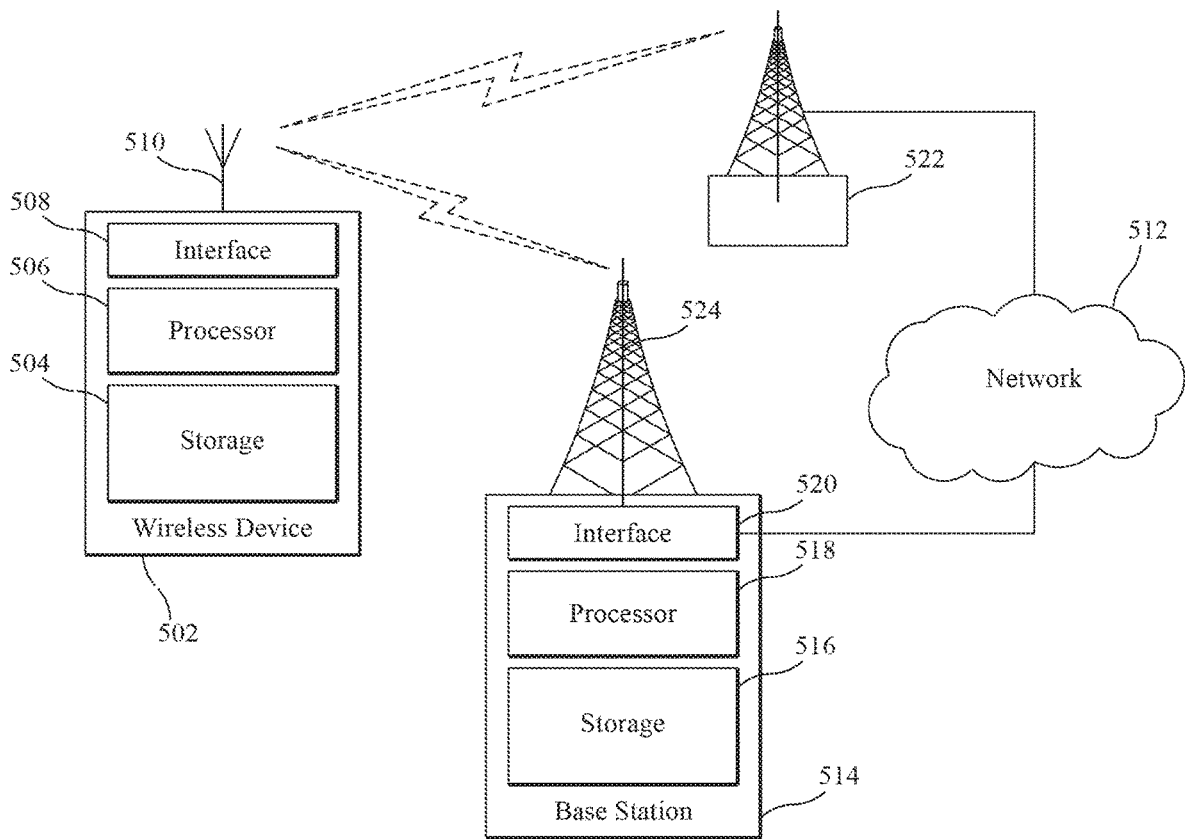 510
522
508
Interface
512
506
Processor
524
504
Storage
Network
Wireless Device
520
Interface
518
502
Processor
516
Storage
514
Base Station